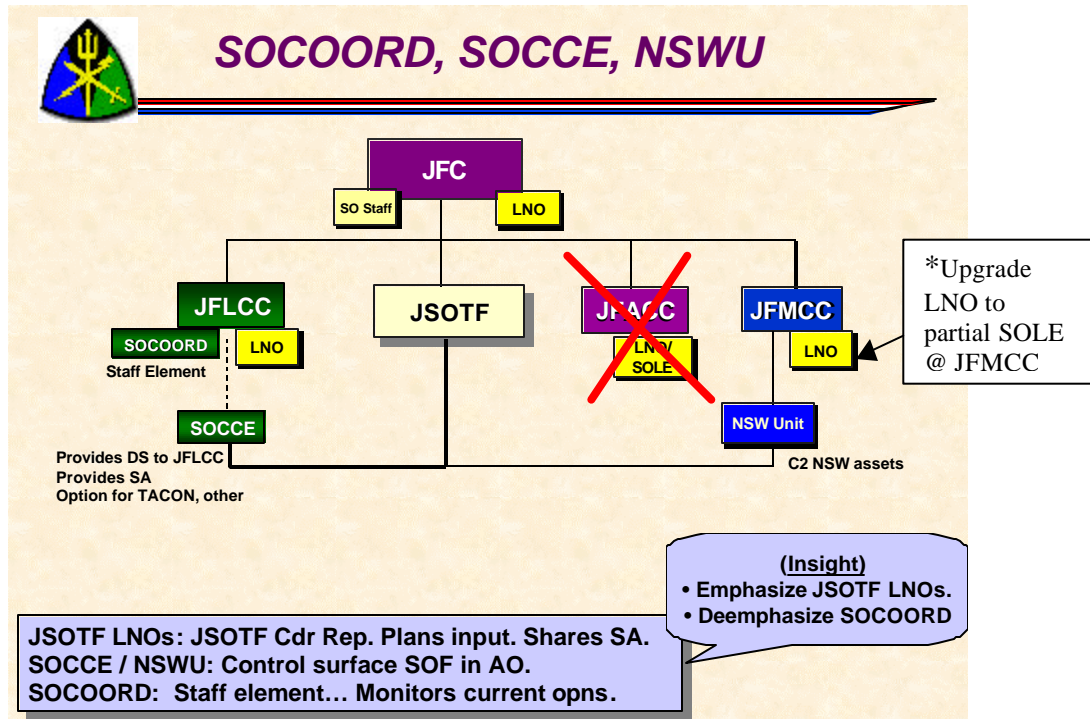 SOCOORD, SOCCE, NSWU
JFC
SO Staff
LNO
JFLCC
SOCOORD
LNO
Staff Element
SOCCE
Provides DS to JFLCC
Provides SA
Option for TACON, other
JSOTF
JFACC
LNO/
SOLE
JFMCC
LNO
NSW Unit
C2 NSW assets
*Upgrade
LNO to
partial SOLE
@ JFMCC
(Insight)
• Emphasize JSOTF LNOs.
• Deemphasize SOCOORD
JSOTF LNOs: JSOTF Cdr Rep. Plans input. Shares SA.
SOCCE / NSWU: Control surface SOF in AO.
SOCOORD: Staff element… Monitors current opns.